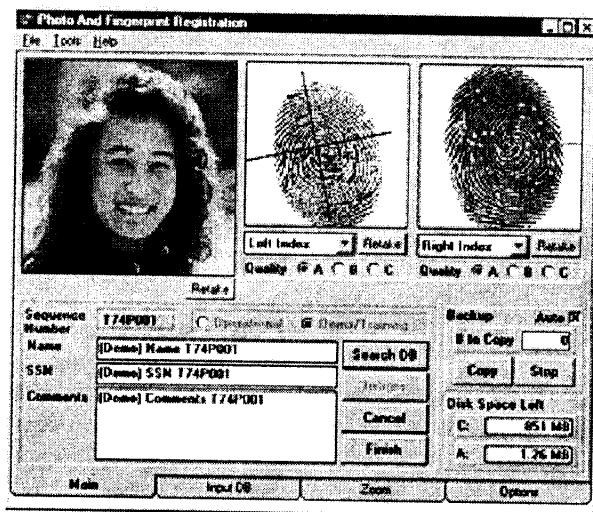 Photo And Fingerprint Registration
File Tools Help
Left Index Retake Right Index Retake
Quality A B C Quality A B C
Retake
Sequence Number T74P001 Operational Demo/Training
Name [Demo] Name T74P001 Search DB
SSN [Demo] SSN T74P001
Comments [Demo] Comments T74P001
Cancel
Finish
Backup Auto
# In Copy 0
Copy Stop
Disk Space Left
C: 851 MB
A: 1.26 MB
Main Input DB Zoom Options